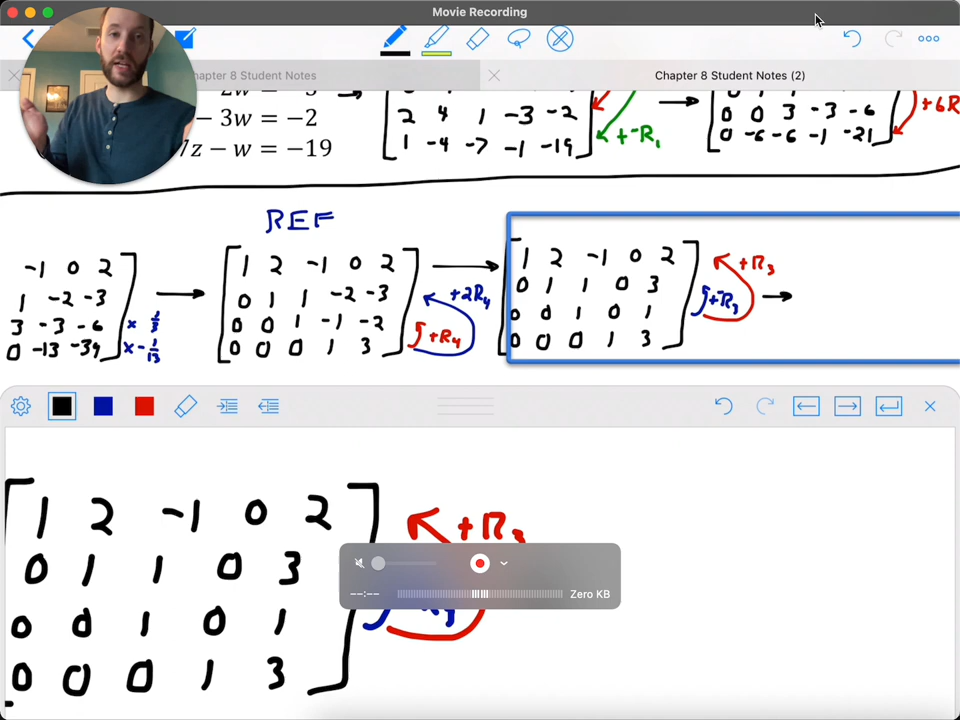 Movie Recording
hapter 8 Student Notes
Chapter 8 Student Notes (2)
2 4 1 -3 -2
1 -4 -7 -1 -19
+-R₁
0 0 3 -3 -6
0 -6 -6 -1 -21
+6R
− 3w = −2
7z − w = −19
REF
-1 0 2
1 -2 -3
3 -3 -6 × 1/3
0 -13 -39 × -1/13
1 2 -1 0 2
0 1 1 -2 -3 +2R₄
0 0 1 -1 -2 +R₄
0 0 0 1 3
1 2 -1 0 2 +R₃
0 1 1 0 3 +-R₃
0 0 1 0 1
0 0 0 1 3
1 2 -1 0 2 +R₃
0 1 1 0 3
0 0 1 0 1
0 0 0 1 3
--:--
Zero KB